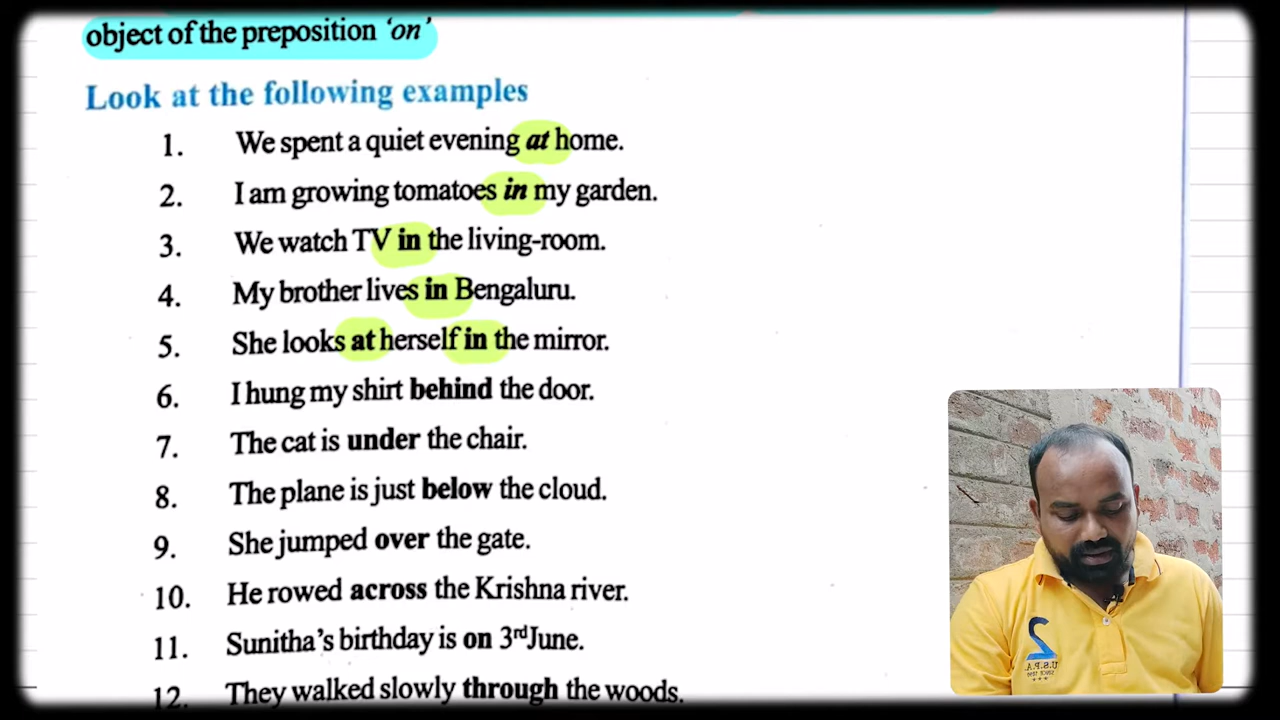 object of the preposition ‘on’
Look at the following examples
1. We spent a quiet evening at home.
2. I am growing tomatoes in my garden.
3. We watch TV in the living-room.
4. My brother lives in Bengaluru.
5. She looks at herself in the mirror.
6. I hung my shirt behind the door.
7. The cat is under the chair.
8. The plane is just below the cloud.
9. She jumped over the gate.
10. He rowed across the Krishna river.
11. Sunitha’s birthday is on 3rd June.
12. They walked slowly through the woods.
2
U.S.P.A.
SINCE 1890